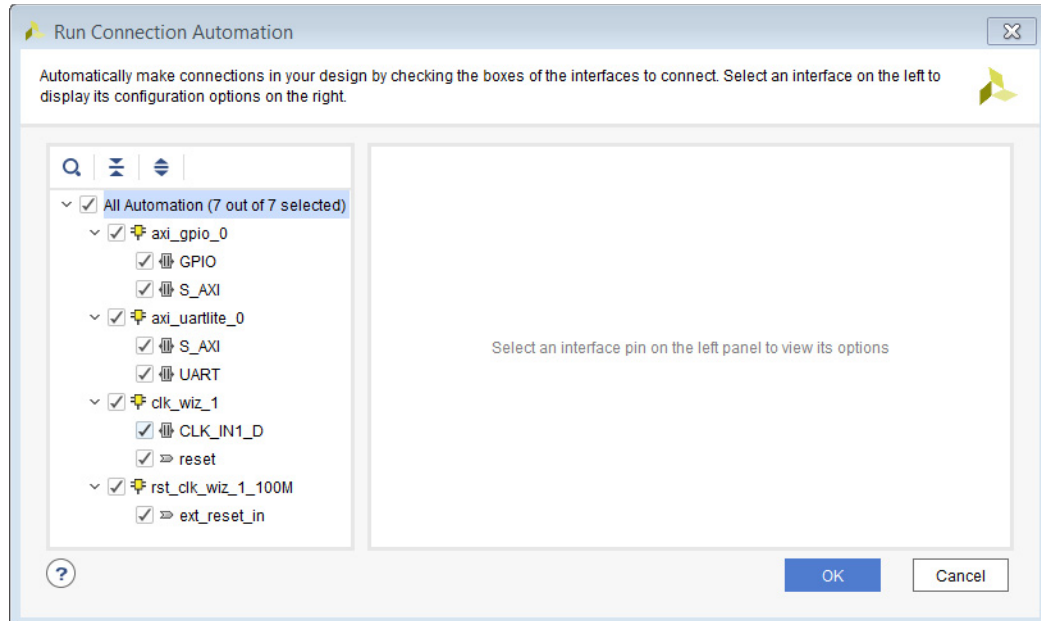 Run Connection Automation
Automatically make connections in your design by checking the boxes of the interfaces to connect. Select an interface on the left to
display its configuration options on the right.
All Automation (7 out of 7 selected)
axi_gpio_0
GPIO
S_AXI
axi_uartlite_0
S_AXI
UART
clk_wiz_1
CLK_IN1_D
reset
rst_clk_wiz_1_100M
ext_reset_in
Select an interface pin on the left panel to view its options
?
OK
Cancel